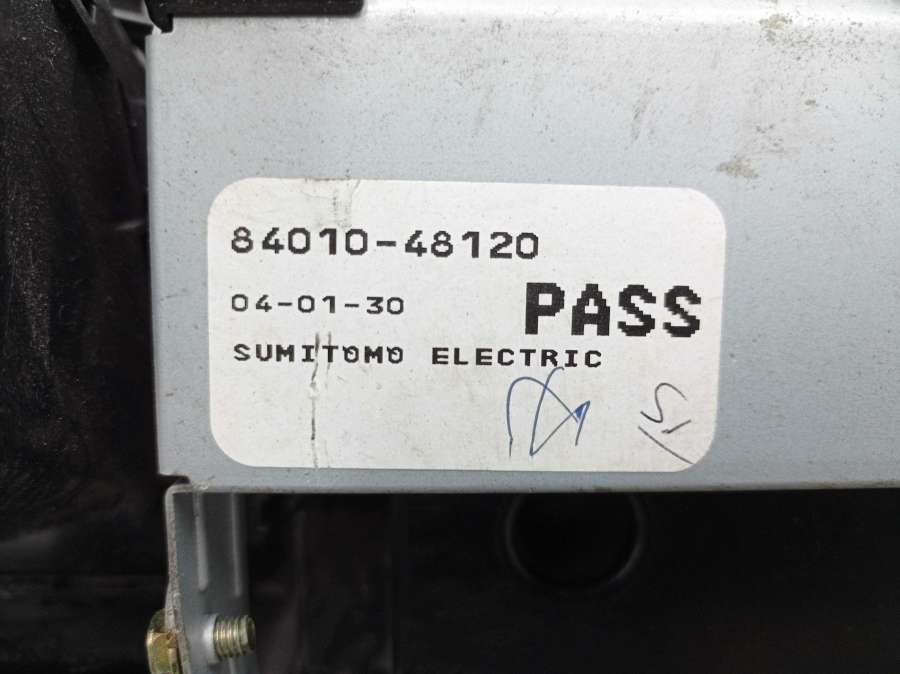 84010-48120
04-01-30
PASS
SUMITOMO ELECTRIC